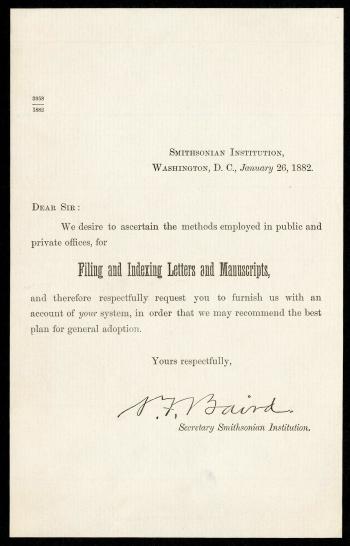 3058
1882
Smithsonian Institution,
Washington, D. C., January 26, 1882.
Dear Sir:
We desire to ascertain the methods employed in public and
private offices, for
Filing and Indexing Letters and Manuscripts,
and therefore respectfully request you to furnish us with an
account of your system, in order that we may recommend the best
plan for general adoption.
Yours respectfully,
S. F. Baird.
Secretary Smithsonian Institution.